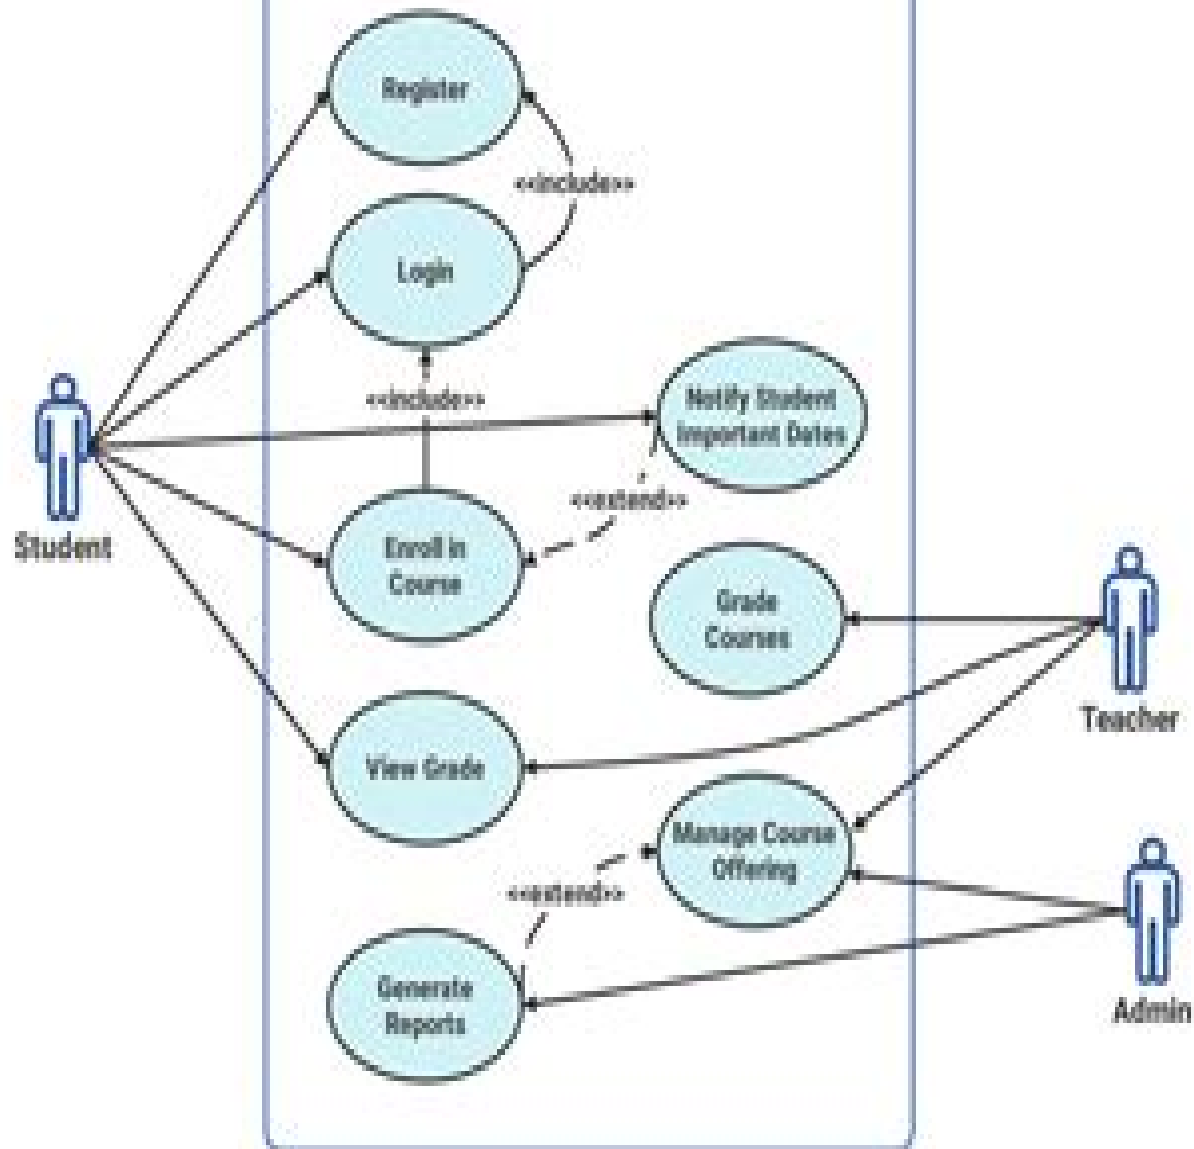 Register
<<include>>
Login
<<include>>
Notify Student
Important Dates
<<extend>>
Student
Enroll in
Course
Grade
Courses
Teacher
View Grade
Manage Course
Offering
<<extend>>
Generate
Reports
Admin